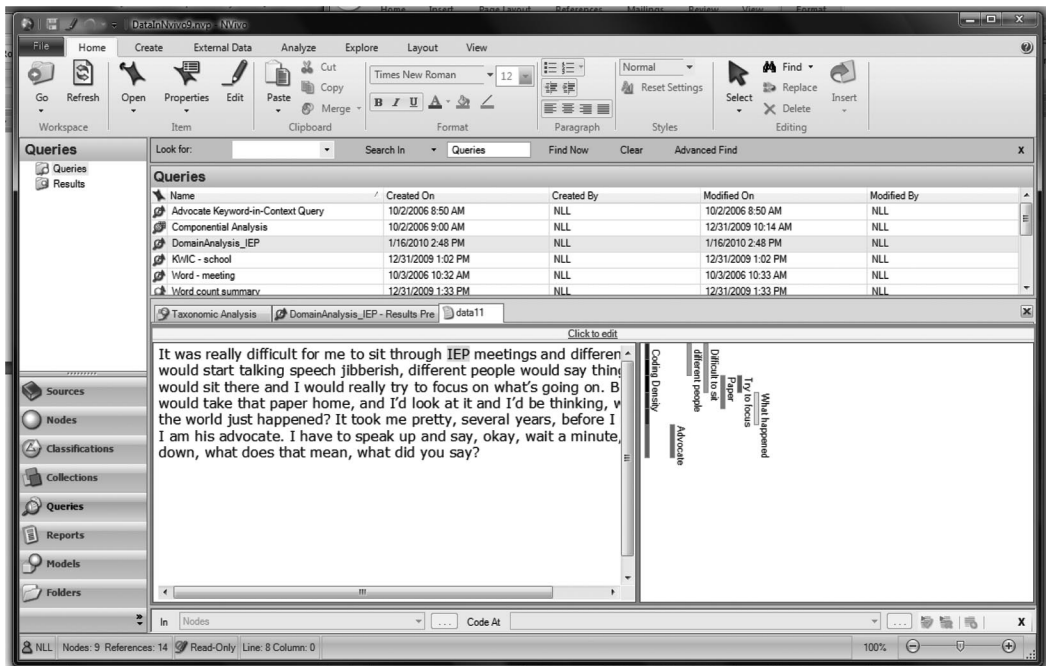 Home Insert Page Layout References Mailings Review View Format
DataInNvivo9.nvp - NVivo
File Home Create External Data Analyze Explore Layout View
Go Refresh Open Properties Edit Paste Cut Copy Merge
Times New Roman 12
B I U
Normal
Reset Settings
Select Find Replace Delete Insert
Workspace Item Clipboard Format Paragraph Styles Editing
Queries
Queries
Results
Look for: Search In Queries Find Now Clear Advanced Find X
Queries
Name Created On Created By Modified On Modified By
Advocate Keyword-in-Context Query 10/2/2006 8:50 AM NLL 10/2/2006 8:50 AM NLL
Componential Analysis 10/2/2006 9:00 AM NLL 12/31/2009 10:14 AM NLL
DomainAnalysis_IEP 1/16/2010 2:48 PM NLL 1/16/2010 2:48 PM NLL
KWIC - school 12/31/2009 1:02 PM NLL 12/31/2009 1:02 PM NLL
Word - meeting 10/3/2006 10:32 AM NLL 10/3/2006 10:33 AM NLL
Word count summary 12/31/2009 1:33 PM NLL 12/31/2009 1:33 PM NLL
Taxonomic Analysis DomainAnalysis_IEP - Results Pre data11
Click to edit
It was really difficult for me to sit through IEP meetings and differen
would start talking speech jibberish, different people would say thing
would sit there and I would really try to focus on what's going on. B
would take that paper home, and I'd look at it and I'd be thinking, w
the world just happened? It took me pretty, several years, before I
I am his advocate. I have to speak up and say, okay, wait a minute,
down, what does that mean, what did you say?
Coding Density
Advocate
different people
Difficult to sit
Paper
Try to focus
What happened
Sources
Nodes
Classifications
Collections
Queries
Reports
Models
Folders
In Nodes ... Code At ... X
NLL Nodes: 9 References: 14 Read-Only Line: 8 Column: 0 100%